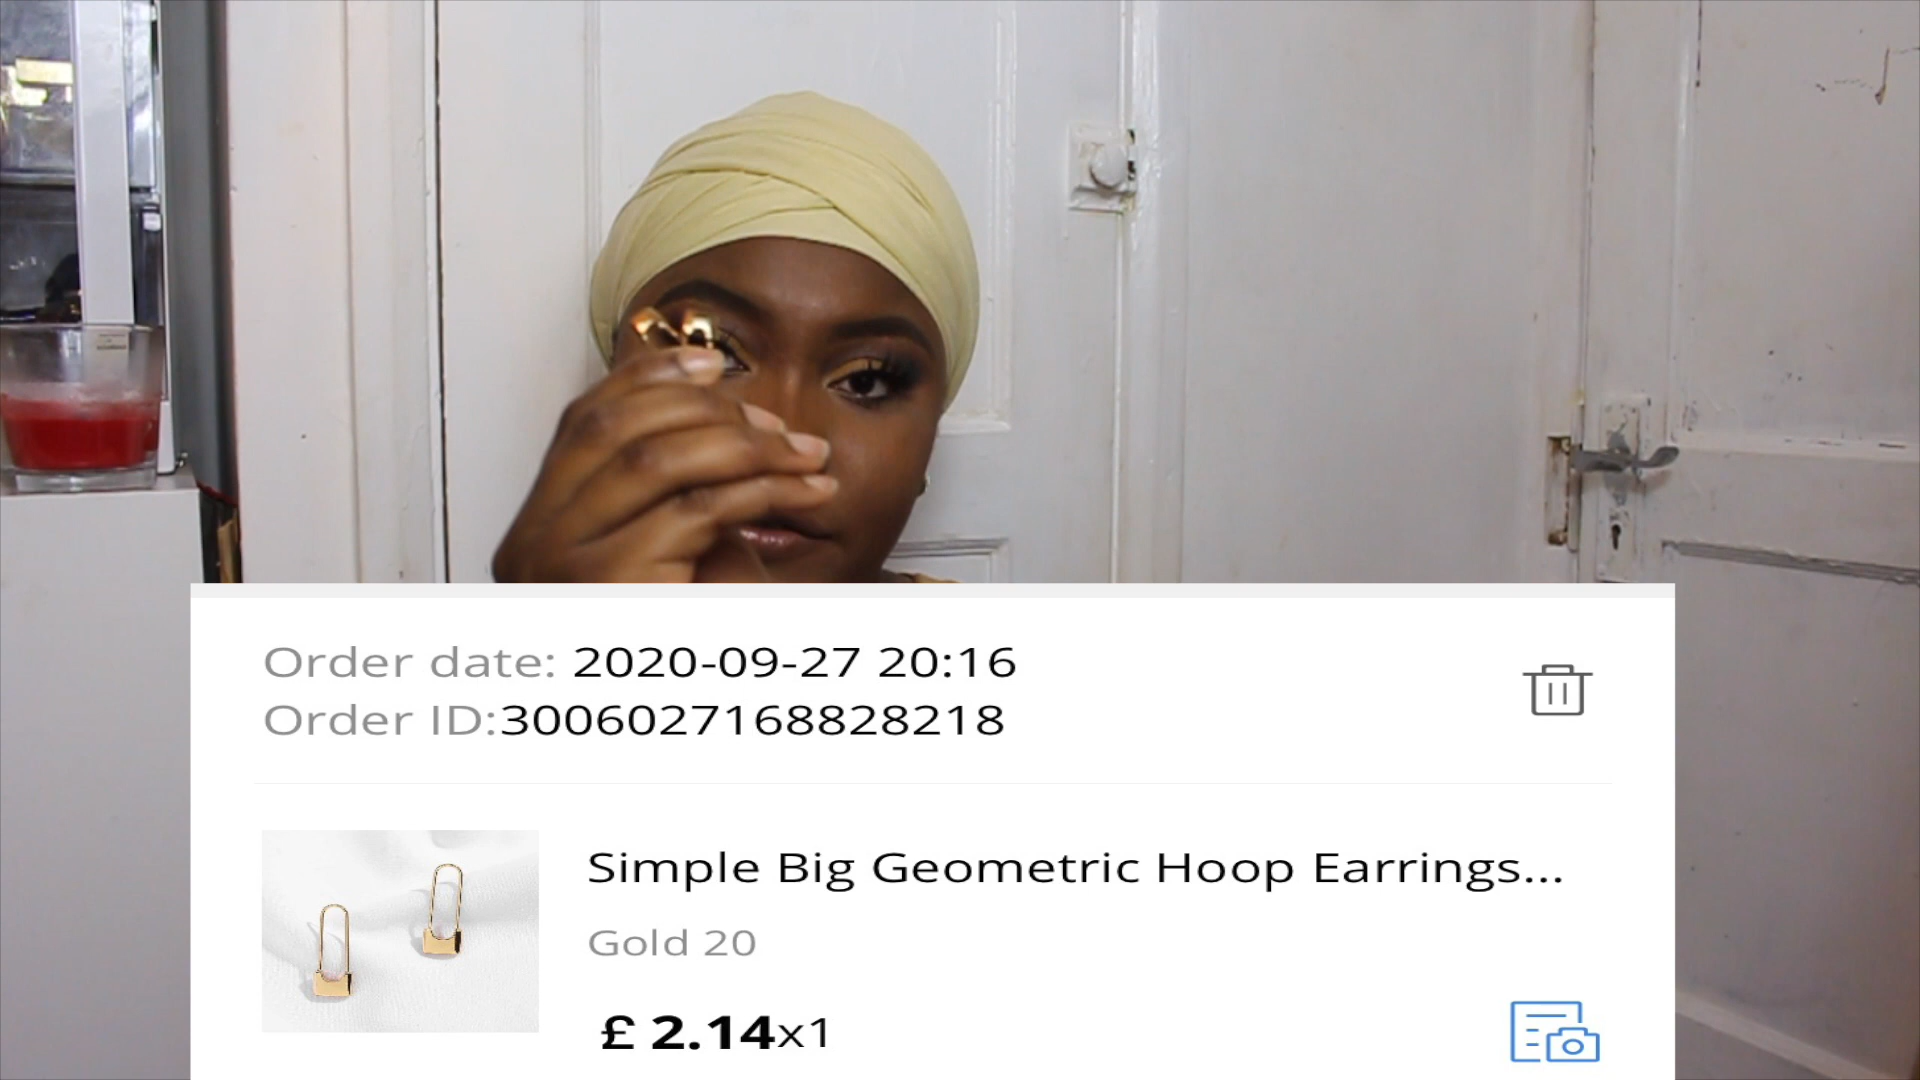 Order date: 2020-09-27 20:16
Order ID:3006027168828218
Simple Big Geometric Hoop Earrings...
Gold 20
£ 2.14x1